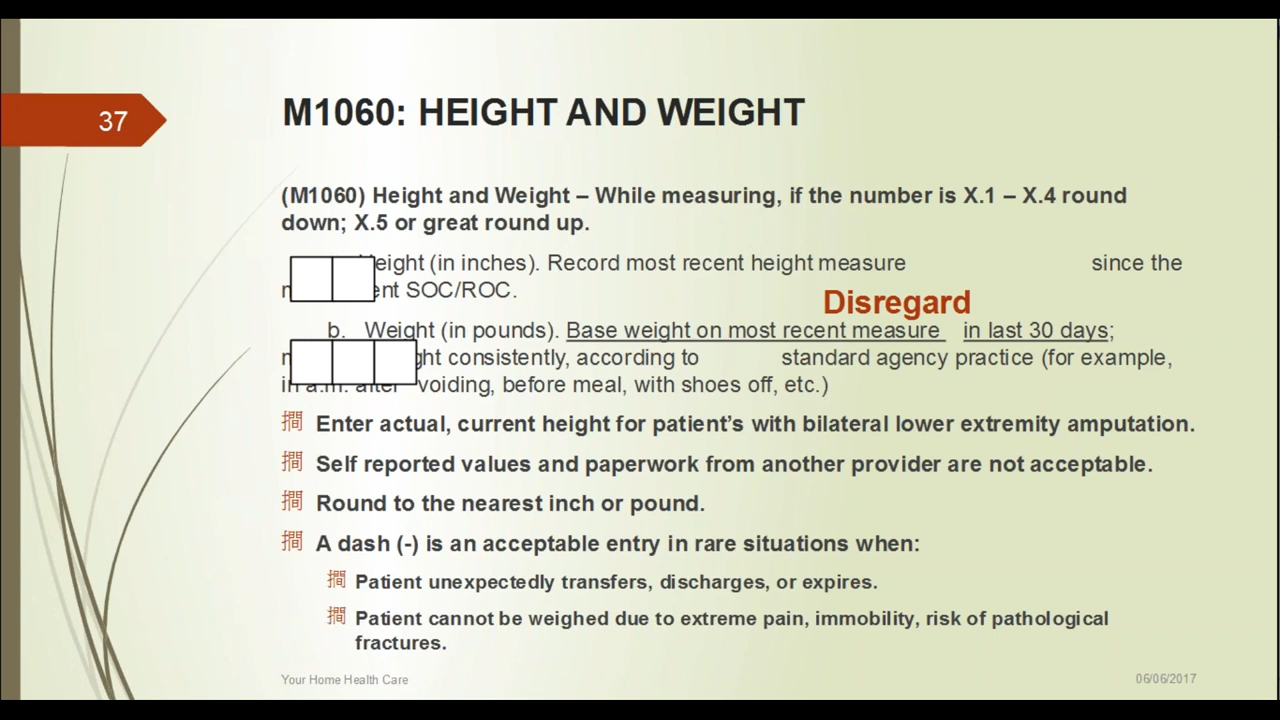 37
M1060: HEIGHT AND WEIGHT
(M1060) Height and Weight – While measuring, if the number is X.1 – X.4 round
down; X.5 or great round up.
(in inches). Record most recent height measure since the
SOC/ROC.
Disregard
b. Weight (in pounds). Base weight on most recent measure in last 30 days;
consistently, according to standard agency practice (for example,
voiding, before meal, with shoes off, etc.)
撊 Enter actual, current height for patient’s with bilateral lower extremity amputation.
撊 Self reported values and paperwork from another provider are not acceptable.
撊 Round to the nearest inch or pound.
撊 A dash (-) is an acceptable entry in rare situations when:
撊 Patient unexpectedly transfers, discharges, or expires.
撊 Patient cannot be weighed due to extreme pain, immobility, risk of pathological
fractures.
Your Home Health Care
06/06/2017